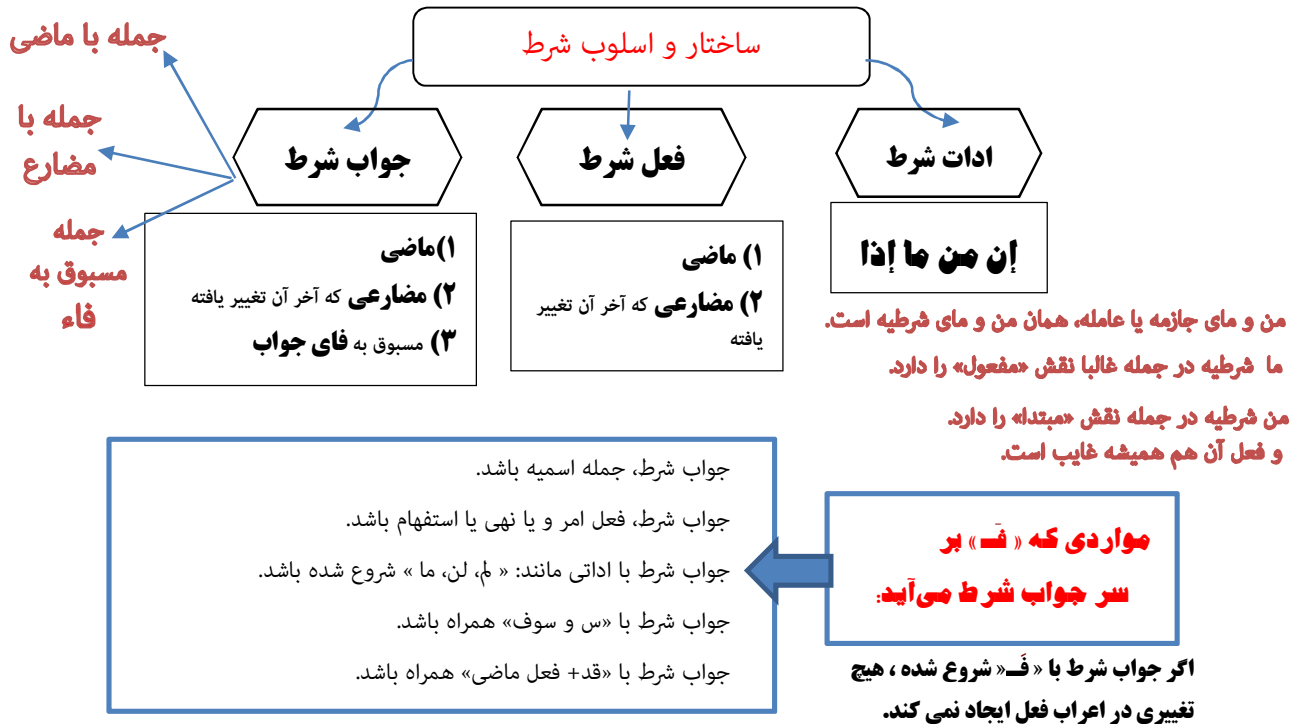 ساختار و اسلوب شرط
ادات شرط
إن من ما إذا
فعل شرط
۱) ماضی
۲) مضارعی که آخر آن تغییر
یافته
جواب شرط
۱)ماضی
۲) مضارعی که آخر آن تغییر یافته
۳) مسبوق به فای جواب
جمله با ماضی
جمله با
مضارع
جمله
مسبوق به
فاء
من و مای جازمه یا عامله، همان من و مای شرطیه است.
ما شرطیه در جمله غالبا نقش «مفعول» را دارد.
من شرطیه در جمله نقش «مبتدا» را دارد.
و فعل آن هم همیشه غایب است.
مواردی که « فَـ » بر
سر جواب شرط می‌آید:
جواب شرط، جمله اسمیه باشد.
جواب شرط، فعل امر و یا نهی یا استفهام باشد.
جواب شرط با اداتی مانند: « لم، لن، ما » شروع شده باشد.
جواب شرط با «س و سوف» همراه باشد.
جواب شرط با «قد+ فعل ماضی» همراه باشد.
اگر جواب شرط با « فَــ« شروع شده ، هیچ
تغییری در اعراب فعل ایجاد نمی کند.